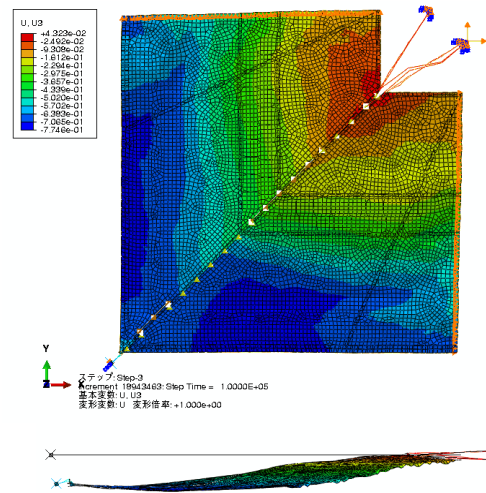 U, U3
+4.323e-02
-2.492e-02
-9.308e-02
-1.612e-01
-2.294e-01
-2.975e-01
-3.657e-01
-4.339e-01
-5.020e-01
-5.702e-01
-6.383e-01
-7.065e-01
-7.746e-01
Y
X
ステップ: Step-3
Increment 19943463: Step Time = 1.0000E+05
基本変数: U, U3
変形変数: U 変形倍率: +1.000e+00